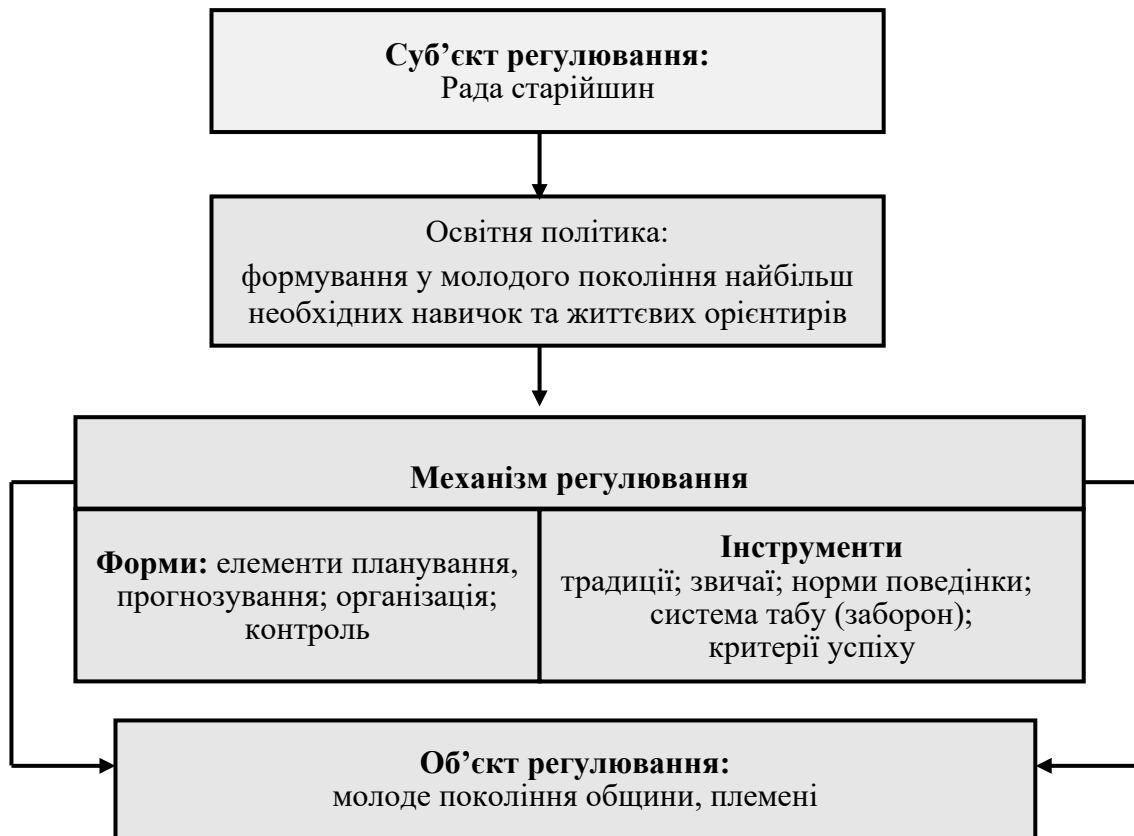 Суб’єкт регулювання:
Рада старійшин
Освітня політика:
формування у молодого покоління найбільш
необхідних навичок та життєвих орієнтирів
Механізм регулювання
Форми: елементи планування,
прогнозування; організація;
контроль
Інструменти
традиції; звичаї; норми поведінки;
система табу (заборон);
критерії успіху
Об’єкт регулювання:
молоде покоління общини, племені